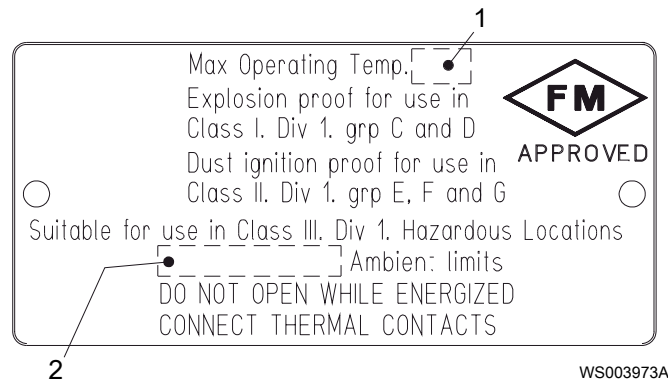 1
Max Operating Temp.
Explosion proof for use in
Class I. Div 1. grp C and D
FM
APPROVED
Dust ignition proof for use in
Class II. Div 1. grp E, F and G
Suitable for use in Class III. Div 1. Hazardous Locations
Ambien: limits
DO NOT OPEN WHILE ENERGIZED
CONNECT THERMAL CONTACTS
2
WS003973A